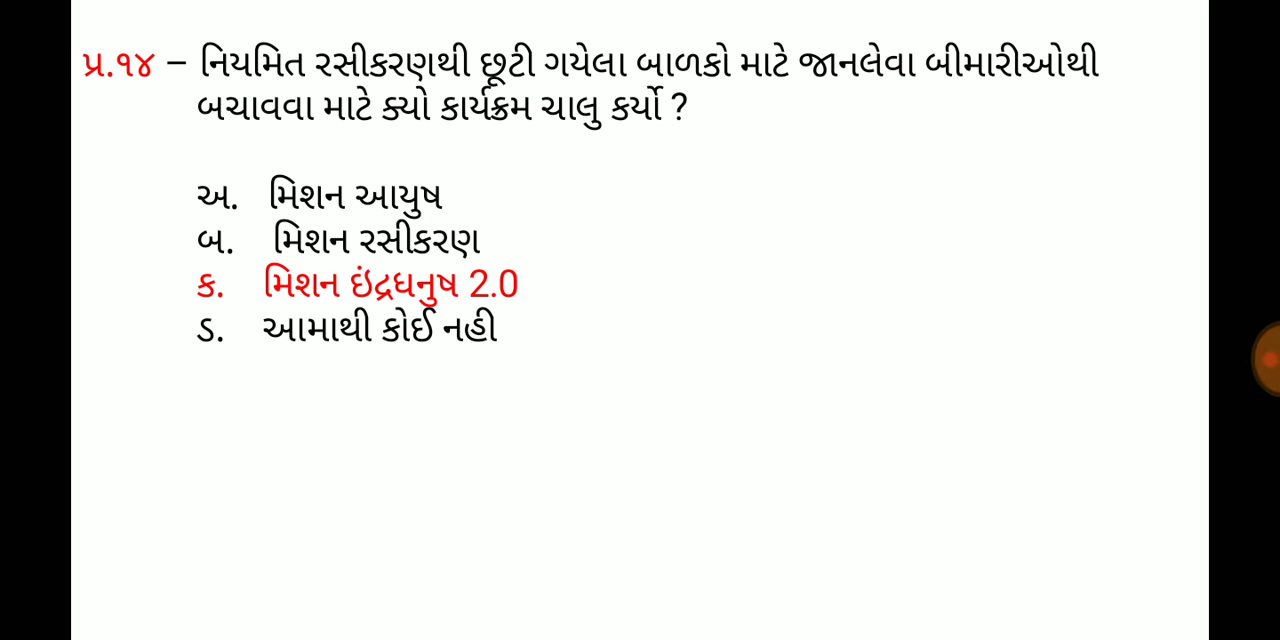 પ્ર.૧૪ – નિયમિત રસીકરણથી છૂટી ગયેલા બાળકો માટે જાનલેવા બીમારીઓથી
બચાવવા માટે ક્યો કાર્યક્રમ ચાલુ કર્યો ?
અ. મિશન આયુષ
બ. મિશન રસીકરણ
ક. મિશન ઇંદ્રધનુષ 2.0
ડ. આમાથી કોઈ નહી